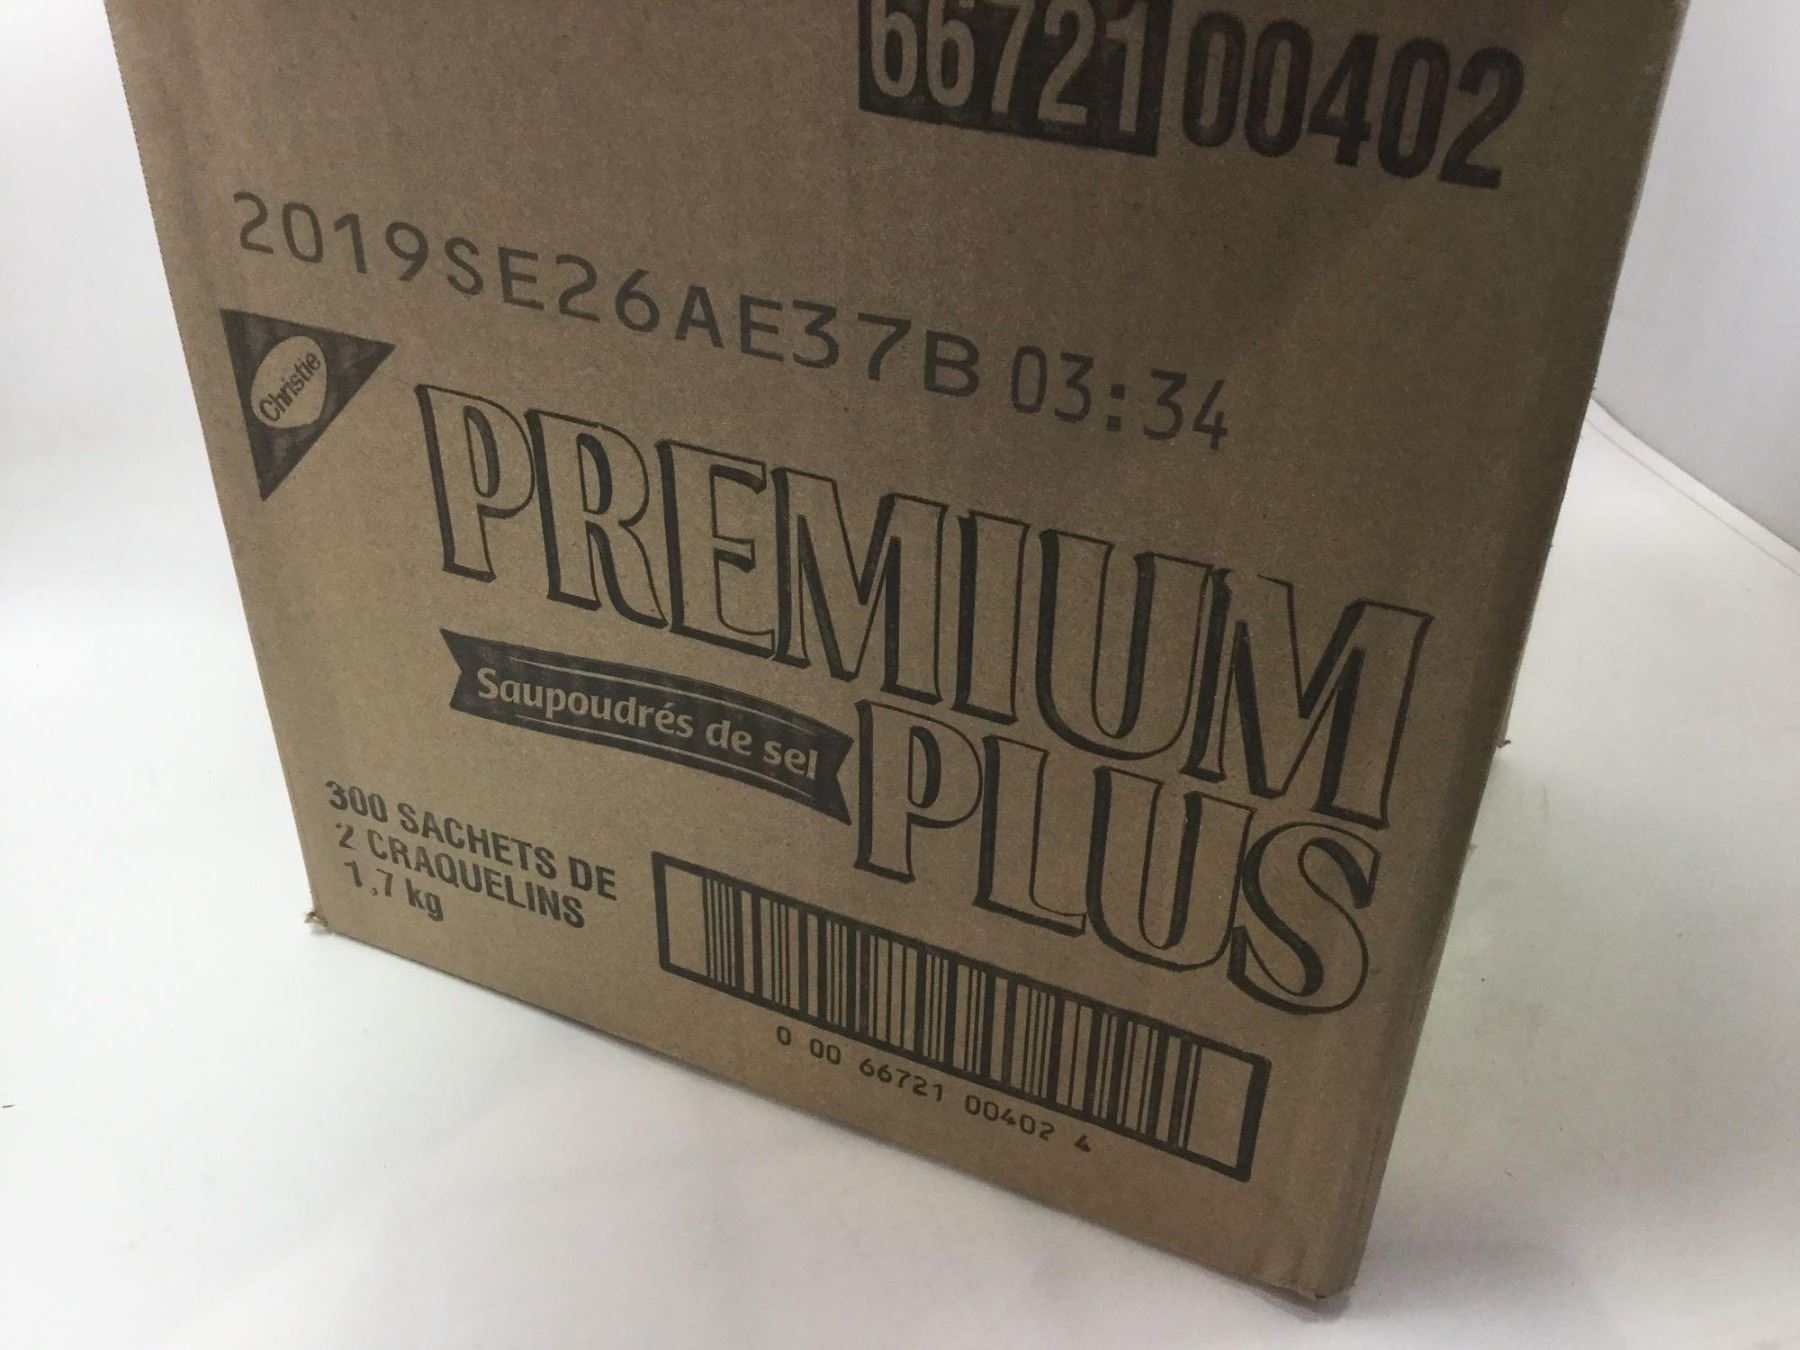 66721 00402
2019SE26AE37B 03:34
Christie
PREMIUM
PLUS
Saupoudrés de sel
300 SACHETS DE
2 CRAQUELINS
1,7 kg
0 00 66721 00402 4